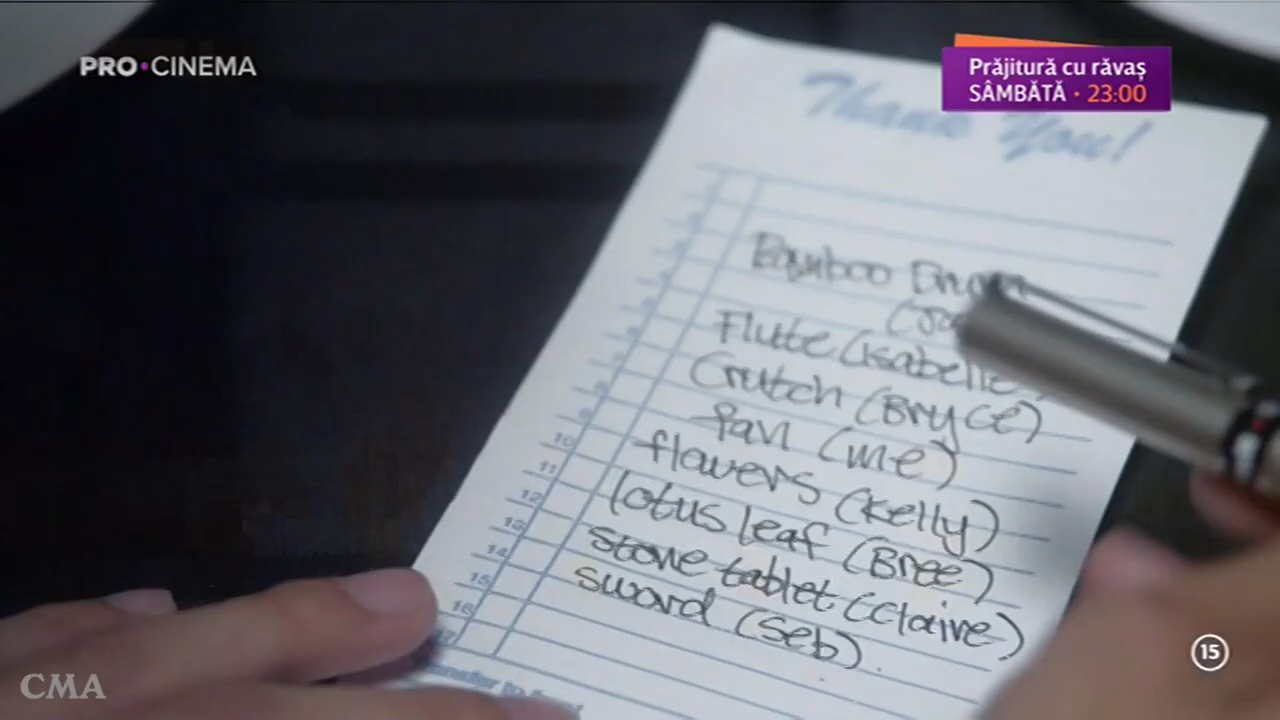 PRO•CINEMA
Prăjitură cu răvaș
SÂMBĂTĂ • 23:00
Thank You!
Bamboo
Flute (Isabelle
Crutch (Bryce)
fan (me)
flowers (Kelly)
lotus leaf (Bree)
stone tablet (Claire)
sword (Seb).
10
11
12
13
14
15
16
17
15
CMA